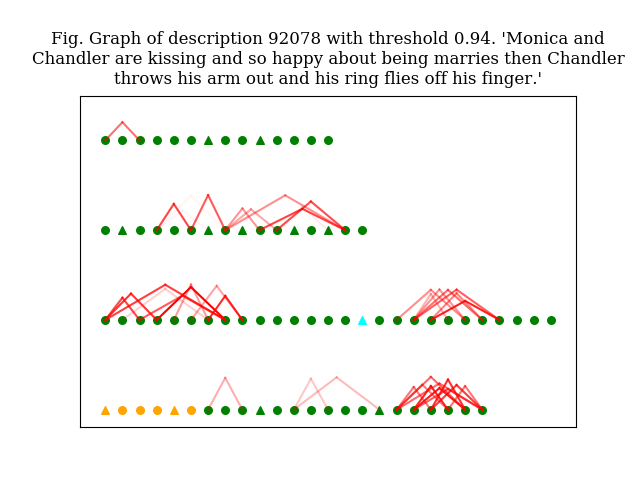 Fig. Graph of description 92078 with threshold 0.94. 'Monica and
Chandler are kissing and so happy about being marries then Chandler
throws his arm out and his ring flies off his finger.'